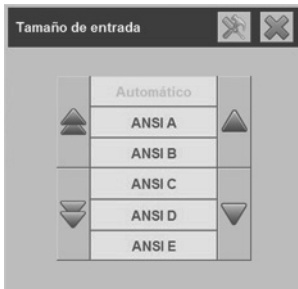 Tamaño de entrada
Automático
ANSI A
ANSI B
ANSI C
ANSI D
ANSI E